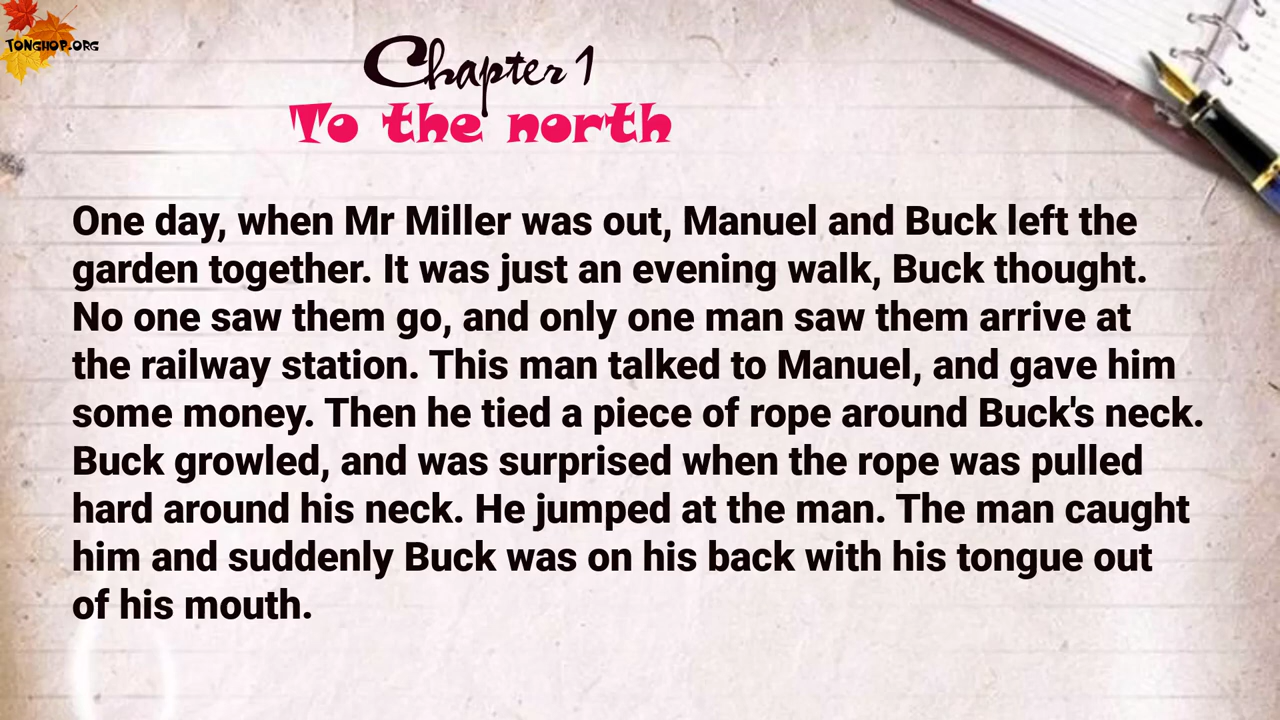 TONGHOP.ORG
Chapter 1
To the north
One day, when Mr Miller was out, Manuel and Buck left the
garden together. It was just an evening walk, Buck thought.
No one saw them go, and only one man saw them arrive at
the railway station. This man talked to Manuel, and gave him
some money. Then he tied a piece of rope around Buck's neck.
Buck growled, and was surprised when the rope was pulled
hard around his neck. He jumped at the man. The man caught
him and suddenly Buck was on his back with his tongue out
of his mouth.